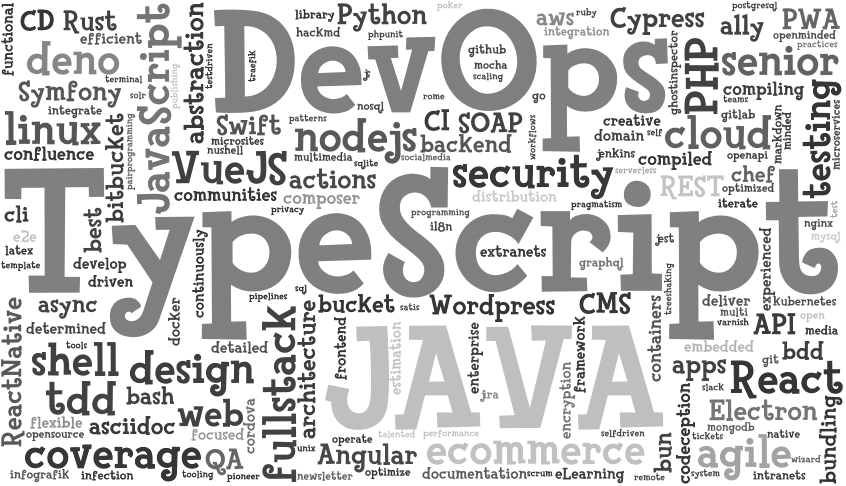 functional
CD Rust
efficient
deno
terminal
Symfony
solr
integrate
linux
confluence
bitbucket
pairprogramming
JavaScript
publishing
abstraction
testdriven
DevOps
traefik
library
Python
hacKmd
phpunit
js
nosql
poker
rome
github
mocha
scaling
aws
ruby
integration
go
Cypress
ghostinspector
PHP
ally
postgresql
PWA
openminded
practices
senior
compiling
teams
gitlab
testing
microservices
markdown
minded
cloud
creative
domain
self
jenkins
compiled
openapi
chef
optimized
Swift
patterns
microsites
nushell
nodejs
CI SOAP
backend
workflows
multimedia
sqlite
socialmedia
VueJS
actions
communities
composer
privacy
security
serverless
distribution
pragmatism
REST
iterate
nginx
test
mysql
TypeScript
cli
best
e2e
latex
template
develop
driven
continuously
programming
i18n
extranets
graphql
jest
treechaking
experienced
async
docker
pipelines
sql
bucket
satis
Wordpress
CMS
containers
deliver
multi
varnish
kubernetes
API
open
media
ReactNative
determined
tools
detailed
shell
design
tdd
bash
flexible
opensource
asciidoc
web
focused
cordova
coverage
QA
infografik
infection
tooling
pioneer
fullstack
architecture
unix
newsletter
frontend
estimation
JAVA
enterprise
jra
encryption
framework
operate
talented
performance
selfdriven
Angular
optimize
ecommerce
documentation
scrum
eLearning
remote
bun
codeception
embedded
apps
git
bdd
slack
React
Electron
mongodb
tickets
native
agile
wizard
system
intranets
bundling